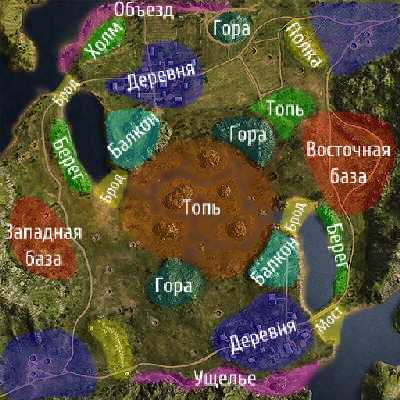 Объезд
Холм
Гора
Лойка
Деревня
Брод
Балкон
Топь
Гора
Берег
Восточная
база
Брод
Топь
Брод
Западная
база
Балкон
Берег
Гора
Мост
Деревня
Ущелье